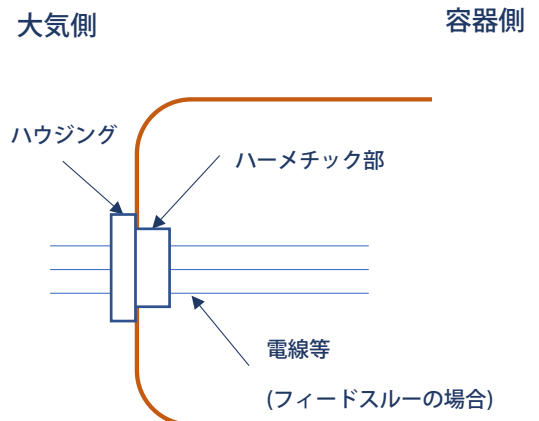 大気側
容器側
ハウジング
ハーメチック部
電線等
(フィードスルーの場合)